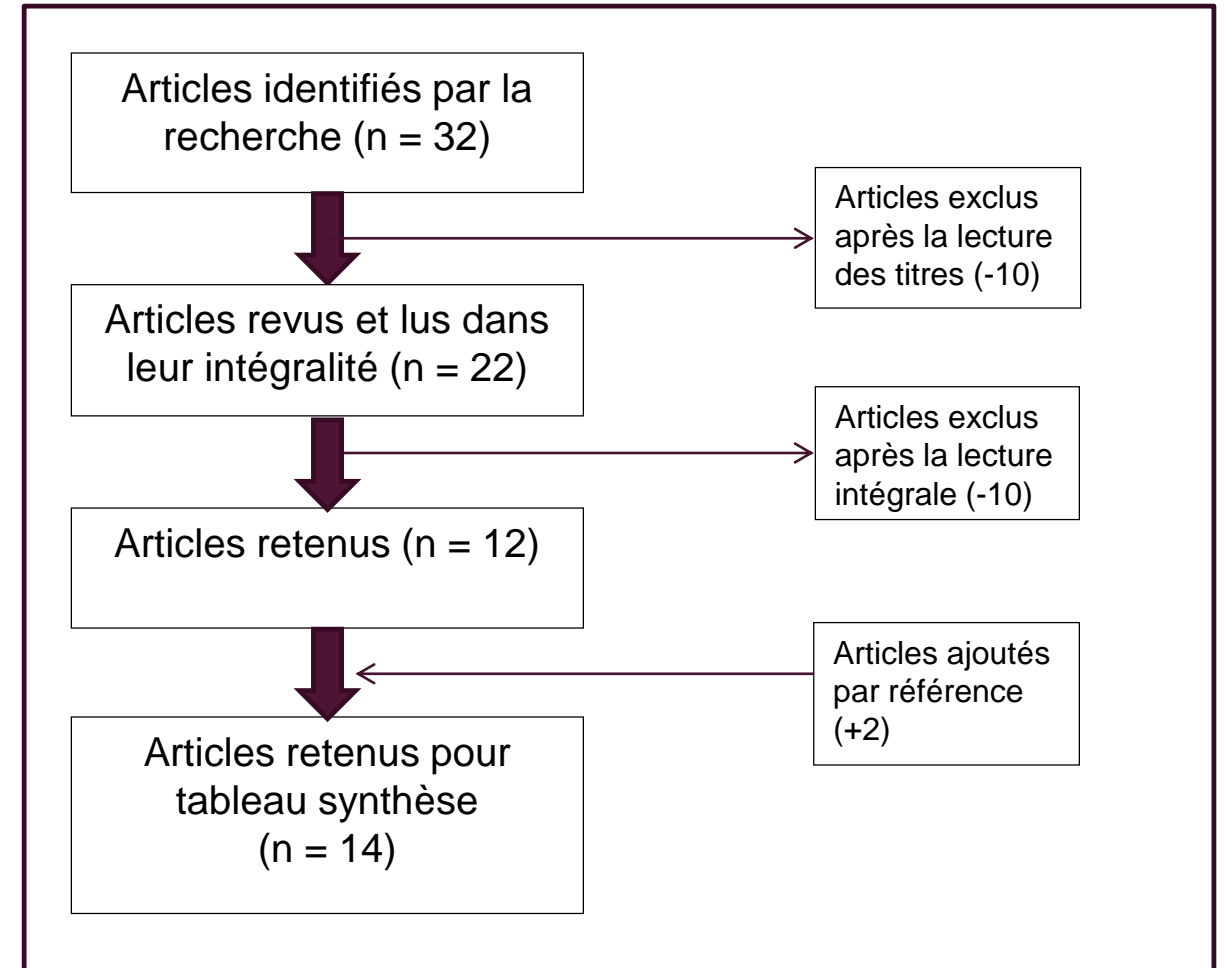 Articles identifiés par la
recherche (n = 32)
Articles exclus
après la lecture
des titres (-10)
Articles revus et lus dans
leur intégralité (n = 22)
Articles exclus
après la lecture
intégrale (-10)
Articles retenus (n = 12)
Articles ajoutés
par référence
(+2)
Articles retenus pour
tableau synthèse
(n = 14)